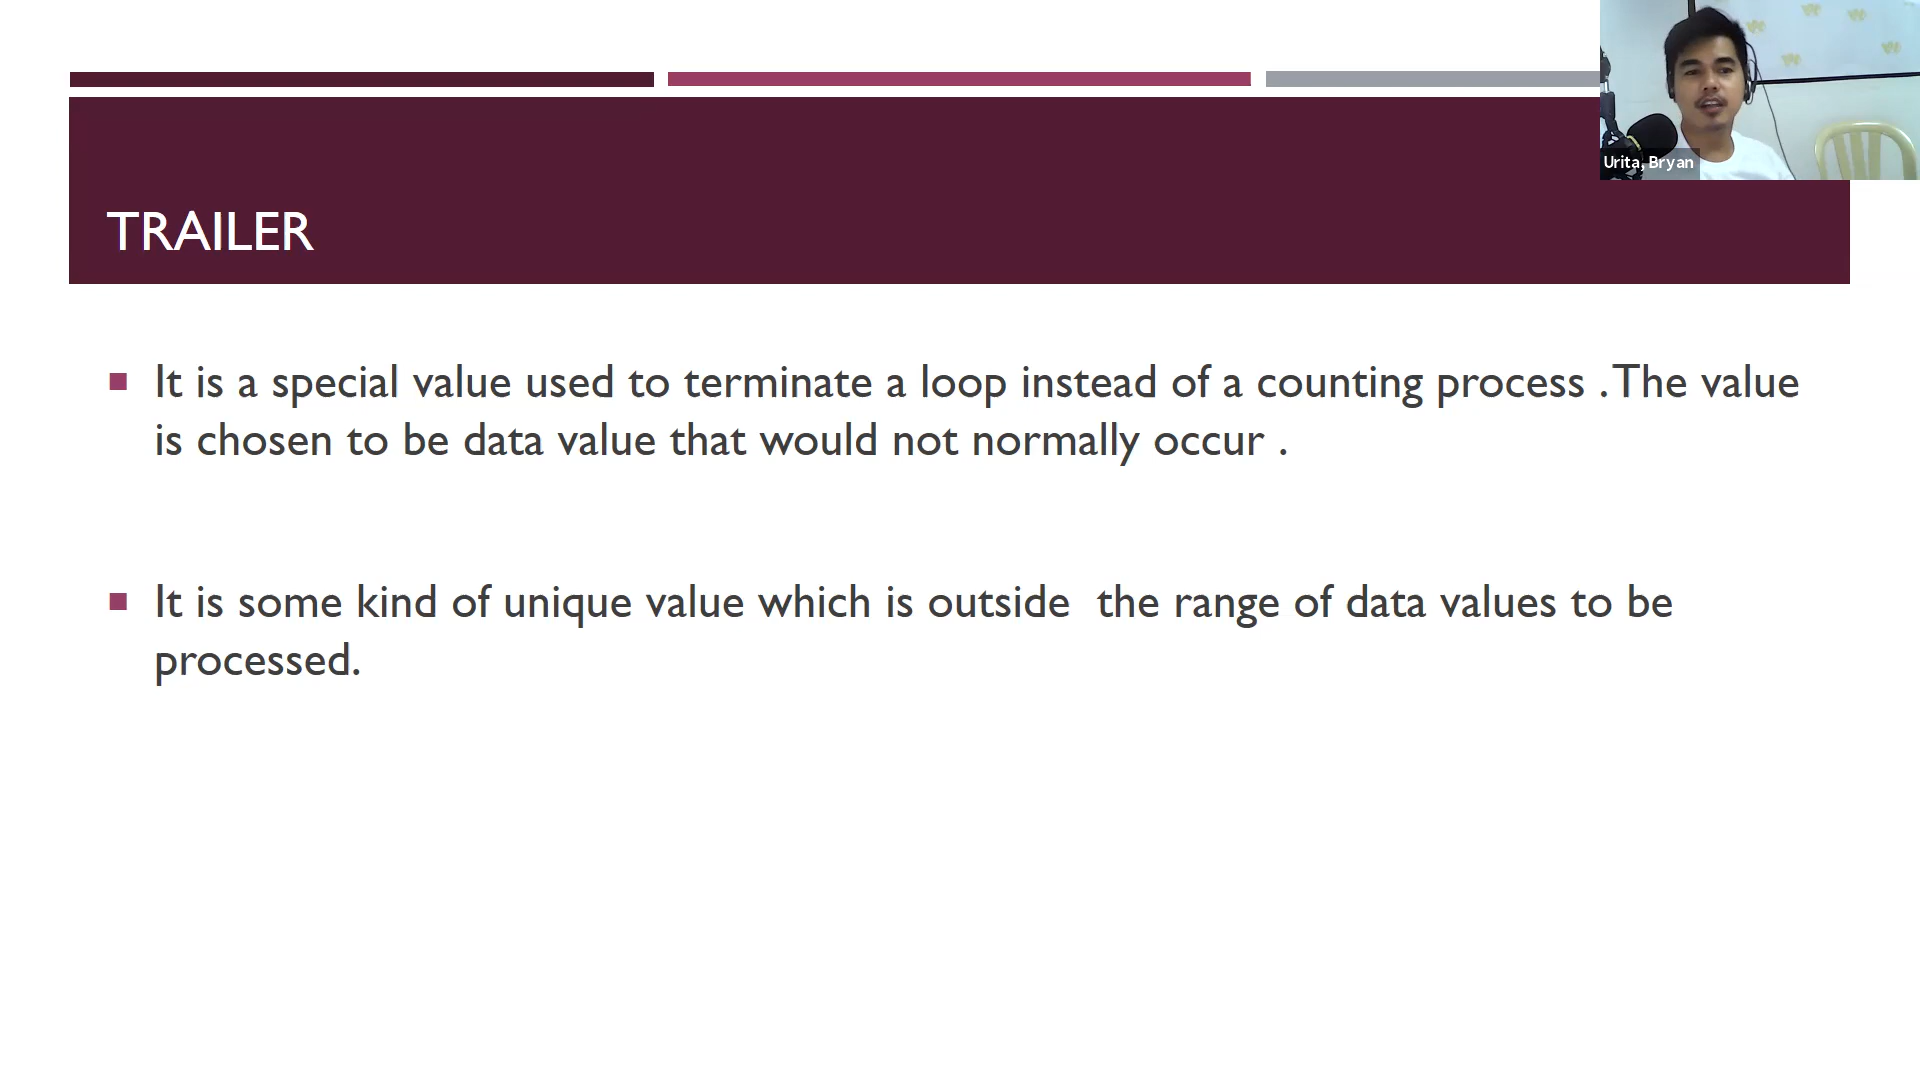 Urita, Bryan
TRAILER
It is a special value used to terminate a loop instead of a counting process . The value
is chosen to be data value that would not normally occur .
It is some kind of unique value which is outside  the range of data values to be
processed.